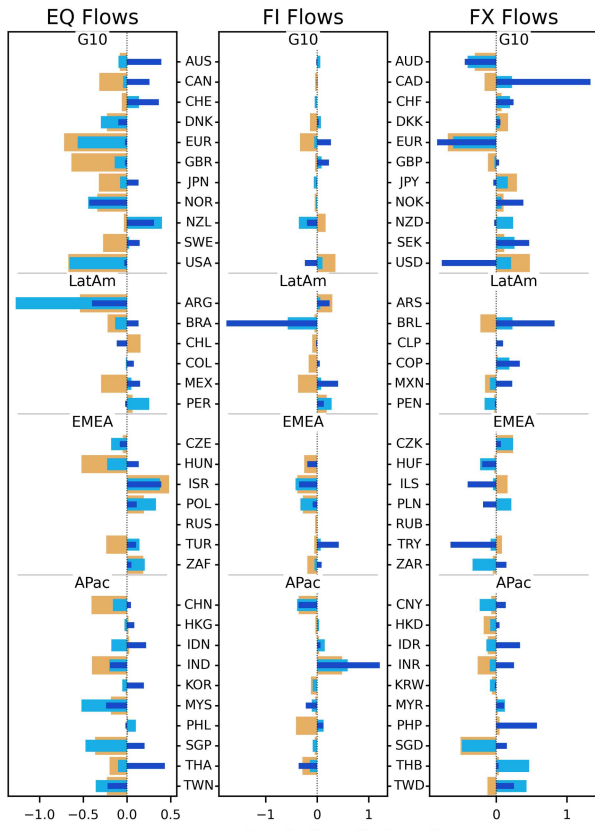 EQ Flows FI Flows FX Flows
G10 G10 G10
AUS AUD
CAN CAD
CHE CHF
DNK DKK
EUR EUR
GBR GBP
JPN JPY
NOR NOK
NZL NZD
SWE SEK
USA USD
LatAm LatAm LatAm
ARG ARS
BRA BRL
CHL CLP
COL COP
MEX MXN
PER PEN
EMEA EMEA EMEA
CZE CZK
HUN HUF
ISR ILS
POL PLN
RUS RUB
TUR TRY
ZAF ZAR
APac APac APac
CHN CNY
HKG HKD
IDN IDR
IND INR
KOR KRW
MYS MYR
PHL PHP
SGP SGD
THA THB
TWN TWD
−1.0 −0.5 0.0 0.5 −1 0 1 0 1